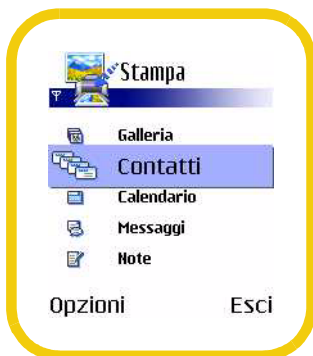 Stampa
Galleria
Contatti
Calendario
Messaggi
Note
Opzioni Esci